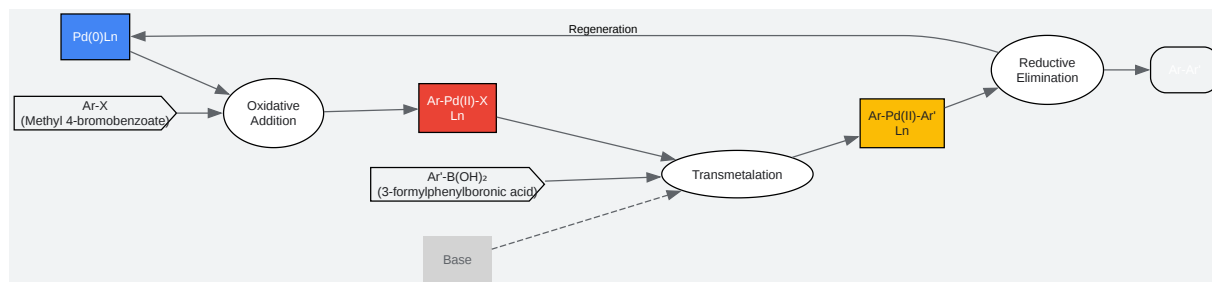 Pd(0)Ln
Regeneration
Reductive
Elimination
Ar-Ar'
Ar-X
(Methyl 4-bromobenzoate)
Oxidative
Addition
Ar-Pd(II)-X
Ln
Ar-Pd(II)-Ar'
Ln
Ar'-B(OH)₂
(3-formylphenylboronic acid)
Transmetalation
Base